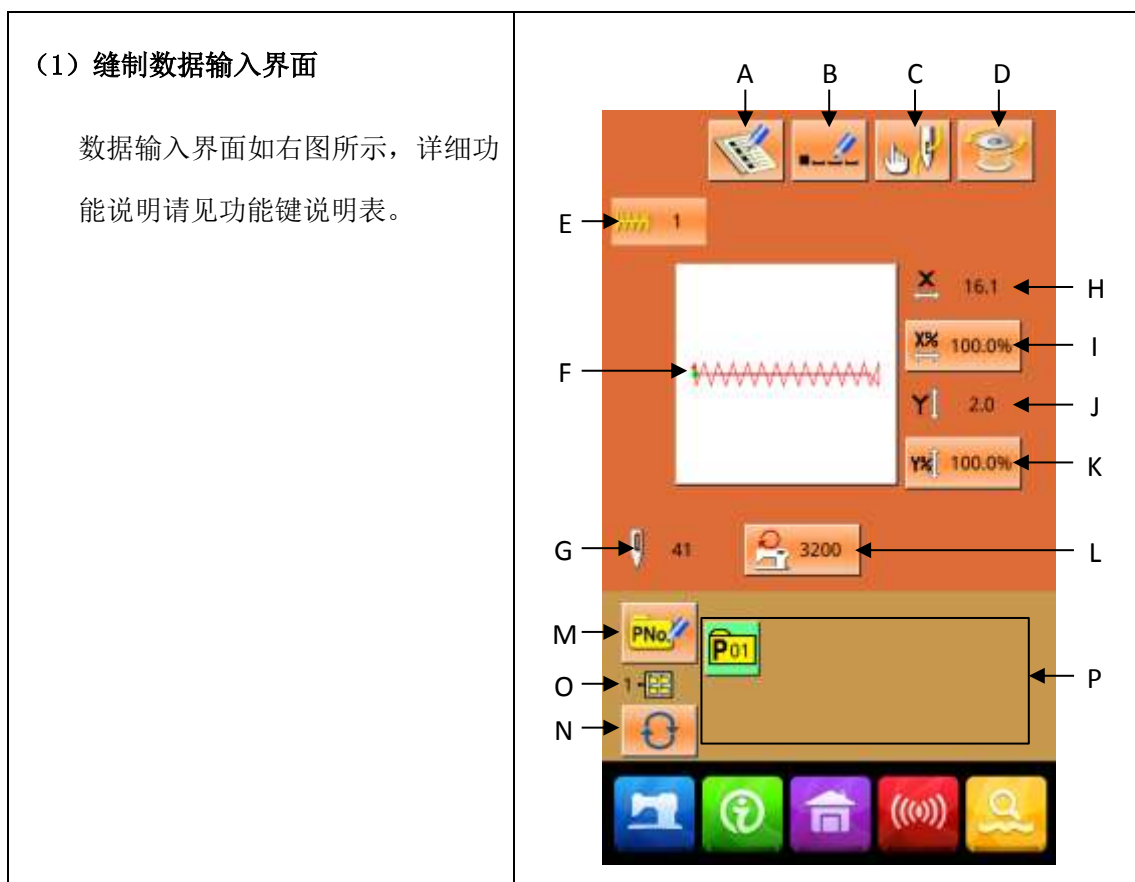 （1）缝制数据输入界面
数据输入界面如右图所示，详细功
能说明请见功能键说明表。
A B C D
E 1
X 16.1 H
X% 100.0% I
F
Y 2.0 J
Y% 100.0% K
G 41 3200 L
M PNo. P01
O 1- P
N